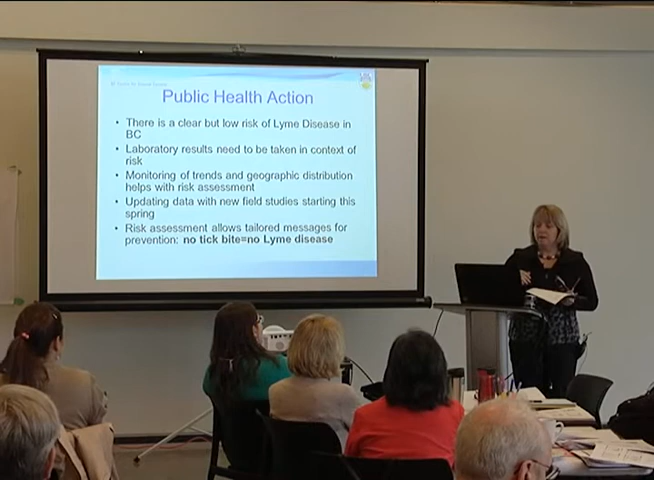 Public Health Action
• There is a clear but low risk of Lyme Disease in
BC
• Laboratory results need to be taken in context of
risk
• Monitoring of trends and geographic distribution
helps with risk assessment
• Updating data with new field studies starting this
spring
• Risk assessment allows tailored messages for
prevention: no tick bite=no Lyme disease